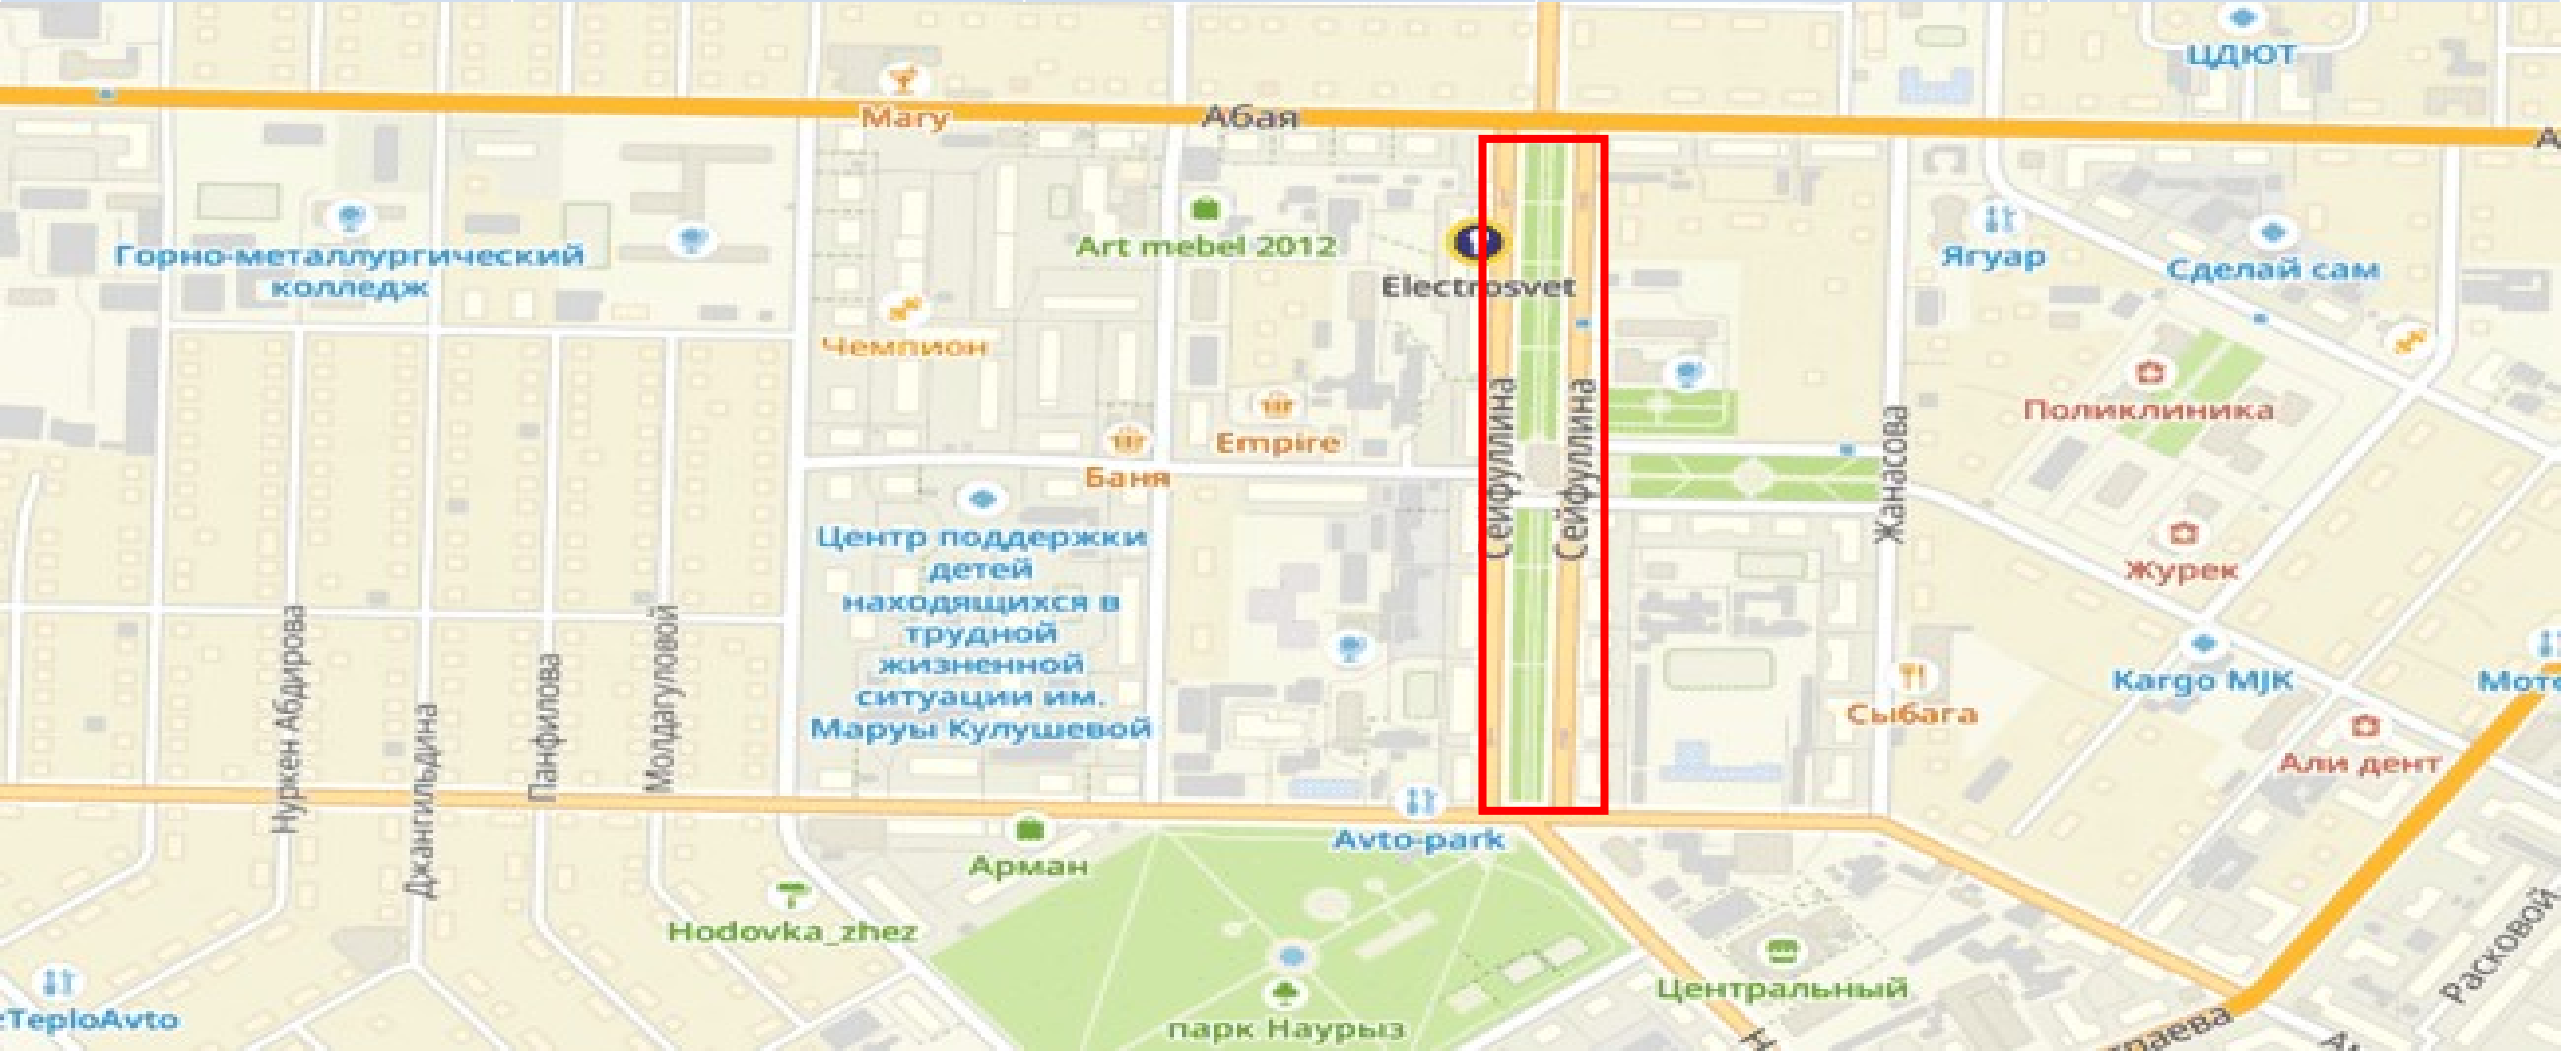 ЦДЮТ
Mary
Абая
Горно-металлургический
колледж
Art mebel 2012
Electrosvet
Ягуар
Сделай сам
Чемпион
Поликлиника
Empire
Баня
Сейфуллина
Сейфуллина
Жанасова
Центр поддержки
детей
находящихся в
трудной
жизненной
ситуации им.
Маруы Кулушевой
Журек
Нуркен Абдирова
Джангильдина
Панфилова
Молдагуловой
Kargo MJK
Сыбага
Али дент
Avto-park
Арман
Hodovka_zhez
Центральный
парк Наурыз
TeploAvto
Расковой